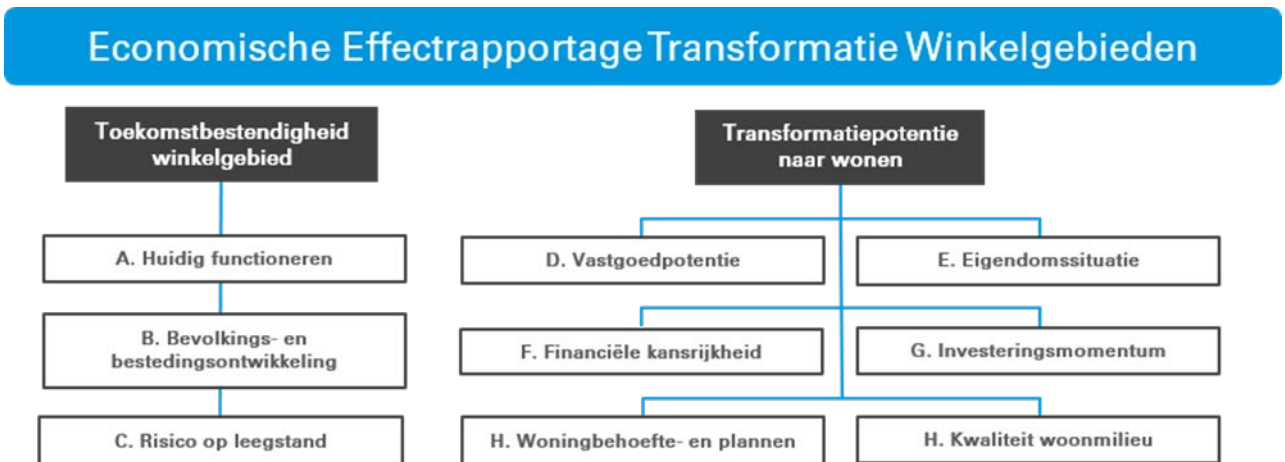 Economische Effectrapportage Transformatie Winkelgebieden
Toekomstbestendigheid
winkelgebied
A. Huidig functioneren
B. Bevolkings- en
bestedingsontwikkeling
C. Risico op leegstand
Transformatiepotentie
naar wonen
D. Vastgoedpotentie
E. Eigendomssituatie
F. Financiële kansrijkheid
G. Investeringsmomentum
H. Woningbehoefte- en plannen
H. Kwaliteit woonmilieu